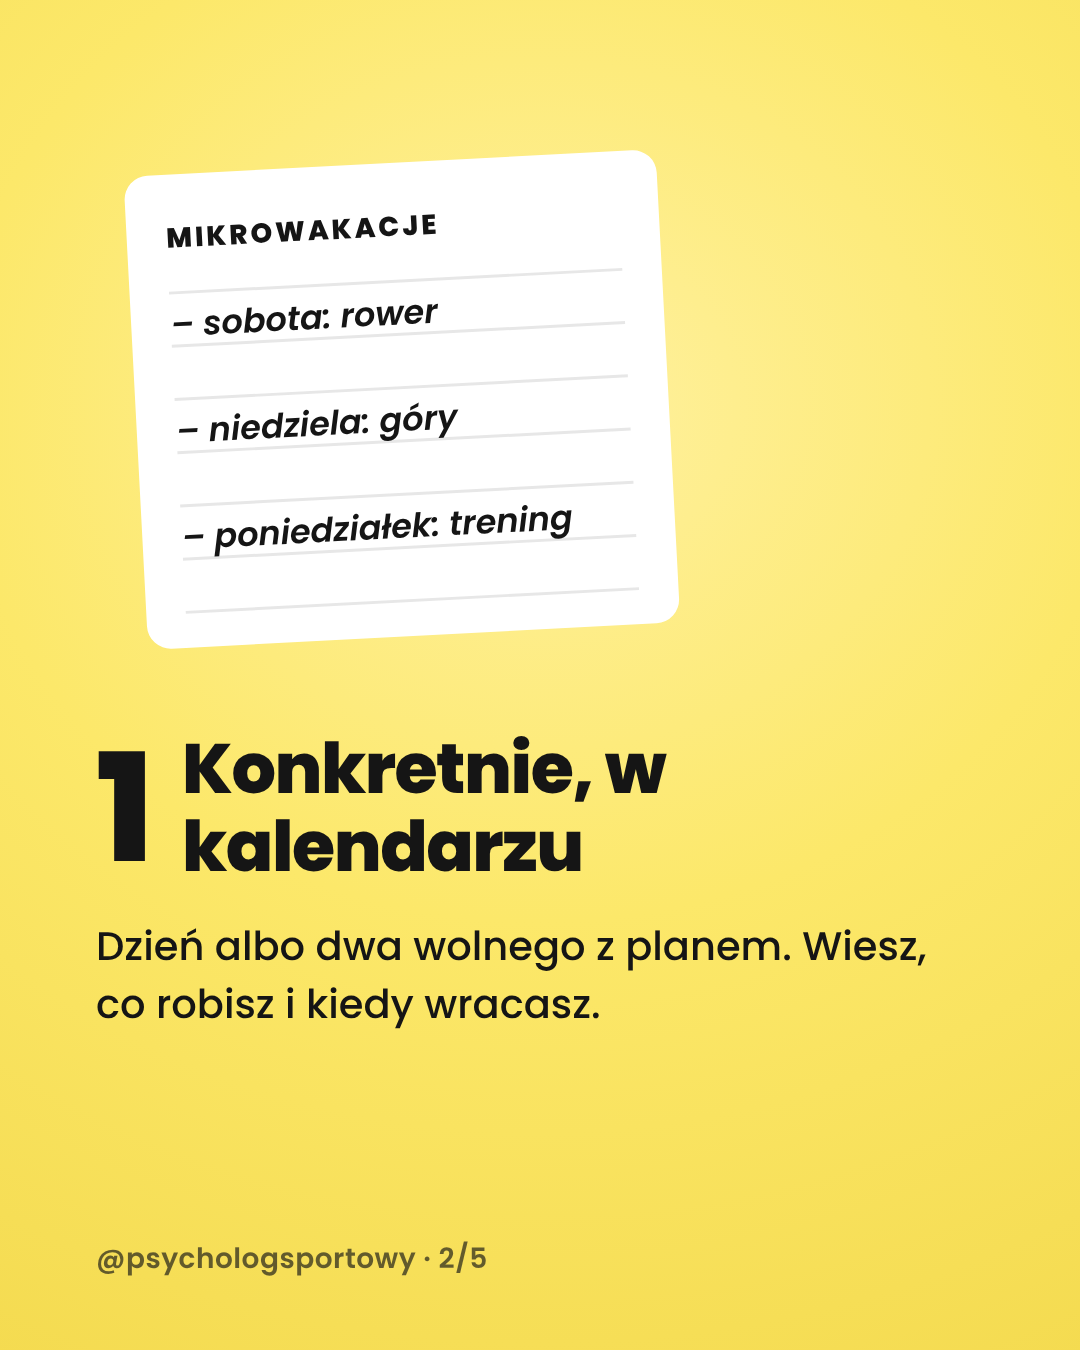 MIKROWAKACJE
– sobota: rower
– niedziela: góry
– poniedziałek: trening
1 Konkretnie, w
kalendarzu
Dzień albo dwa wolnego z planem. Wiesz,
co robisz i kiedy wracasz.
@psychologsportowy · 2/5